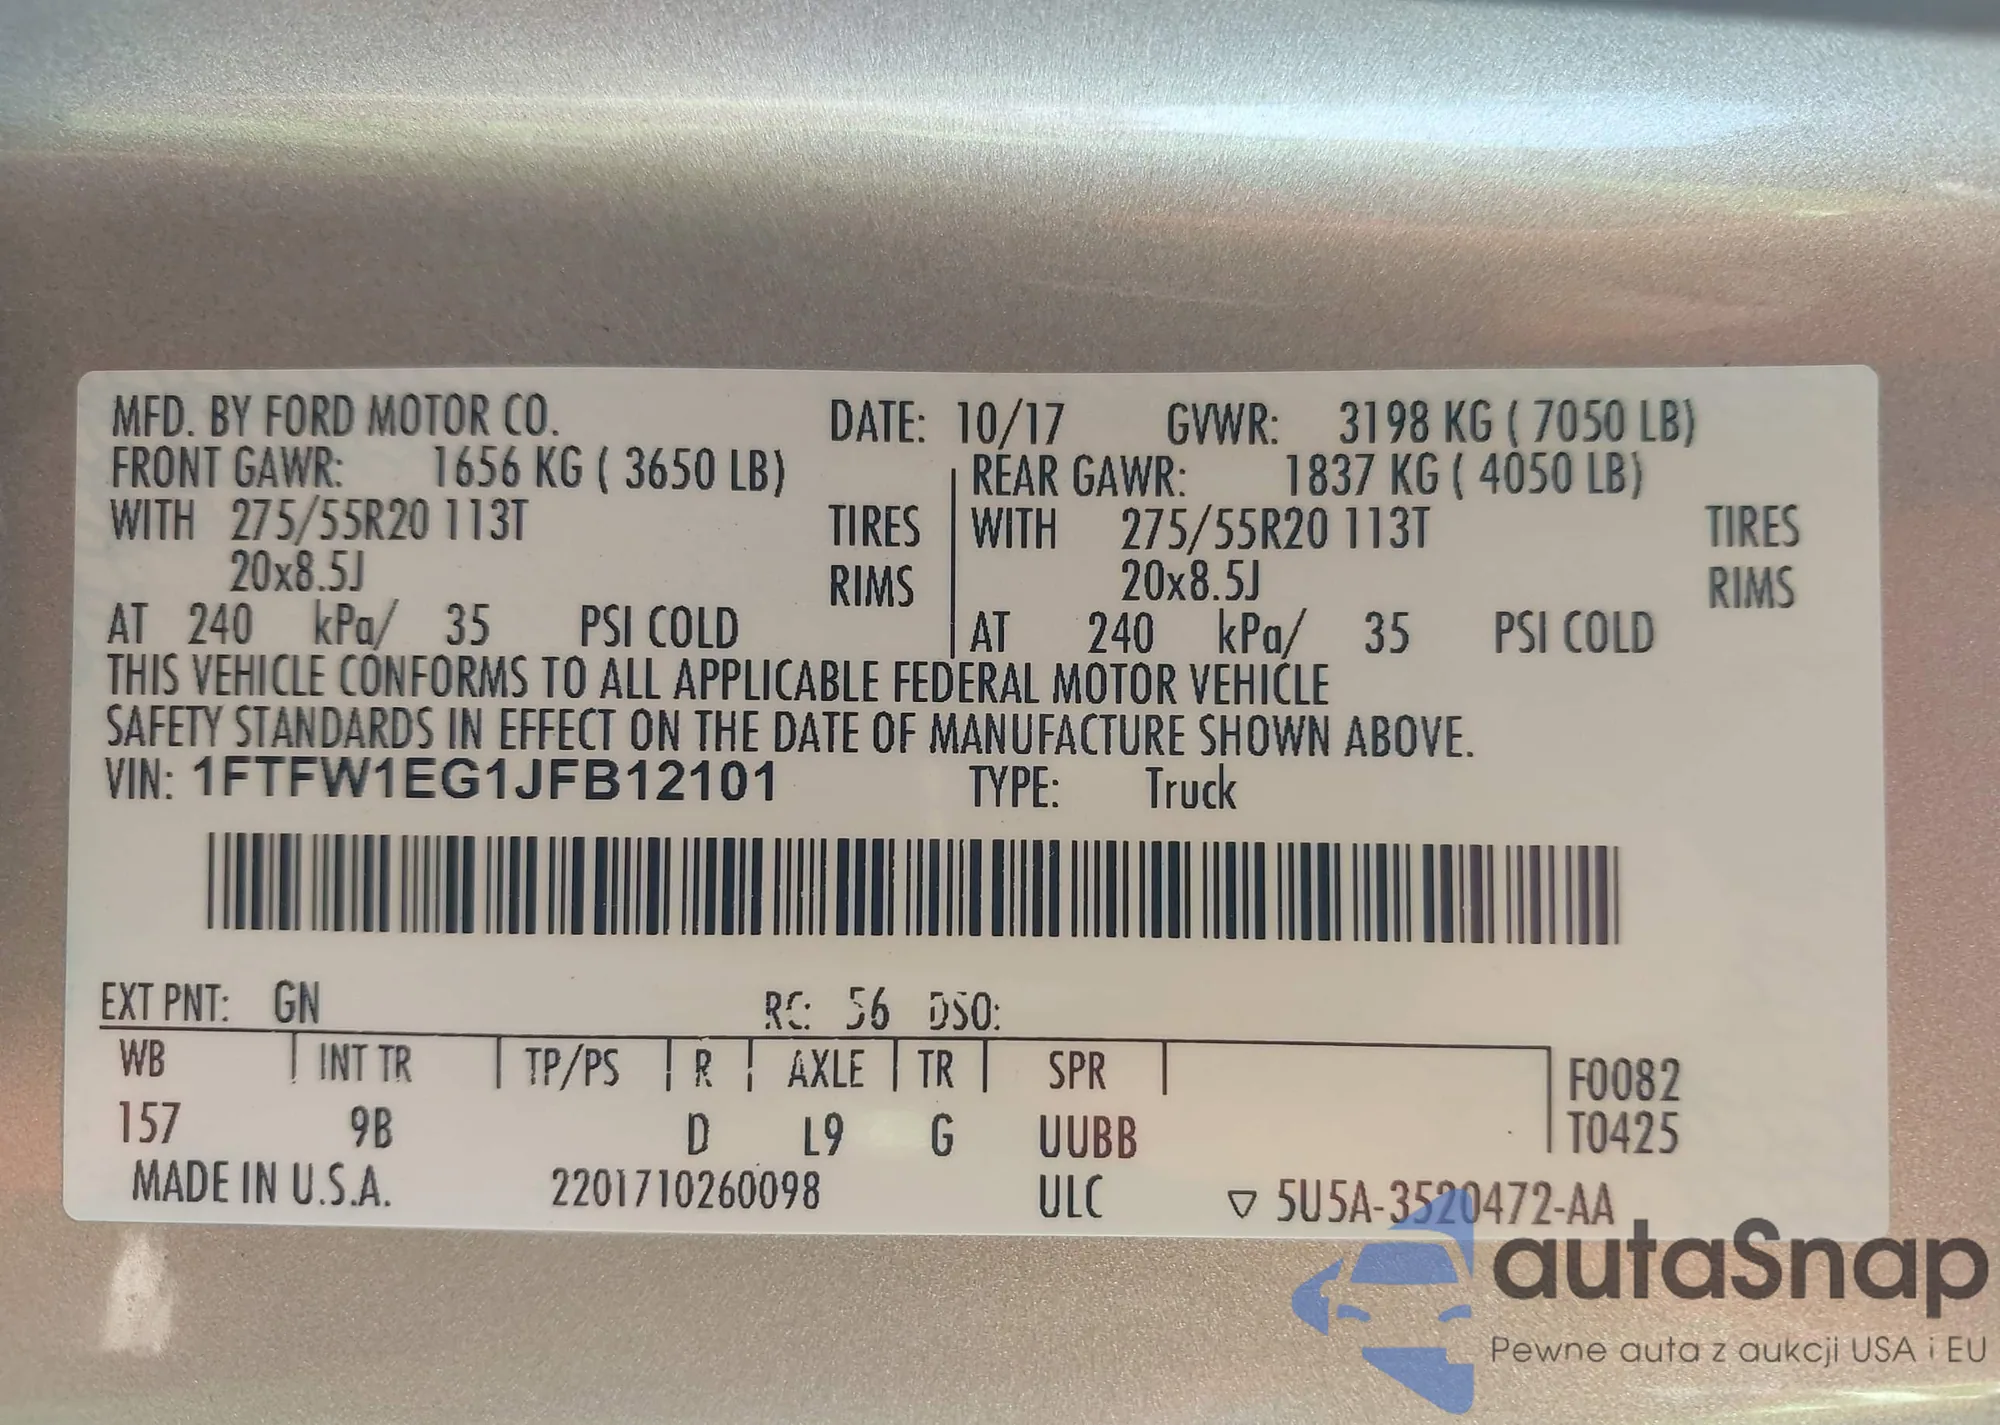 MFD. BY FORD MOTOR CO. DATE: 10/17 GVWR: 3198 KG ( 7050 LB)
FRONT GAWR: 1656 KG ( 3650 LB) REAR GAWR: 1837 KG ( 4050 LB)
WITH 275/55R20 113T TIRES WITH 275/55R20 113T TIRES
20x8.5J RIMS 20x8.5J RIMS
AT 240 kPa/ 35 PSI COLD AT 240 kPa/ 35 PSI COLD
THIS VEHICLE CONFORMS TO ALL APPLICABLE FEDERAL MOTOR VEHICLE
SAFETY STANDARDS IN EFFECT ON THE DATE OF MANUFACTURE SHOWN ABOVE.
VIN: 1FTFW1EG1JFB12101 TYPE: Truck
EXT PNT: GN RC: 56 DSO:
WB INT TR TP/PS R AXLE TR SPR F0082
157 9B D L9 G UUBB T0425
MADE IN U.S.A. 2201710260098 ULC ▽ 5U5A-3520472-AA
autaSnap
Pewne auta z aukcji USA i EU